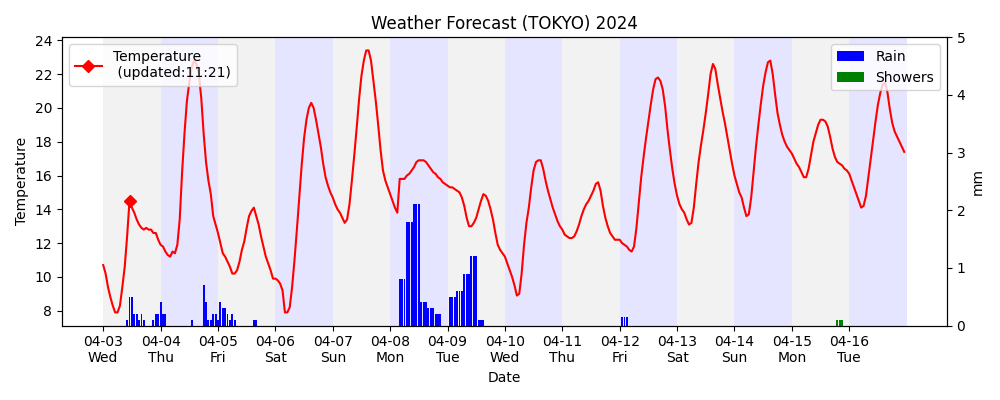 Weather Forecast (TOKYO) 2024
Temperature
(updated:11:21)
Rain
Showers
24
22
20
18
16
14
12
10
8
Temperature
5
4
3
2
1
0
mm
04-03 04-04 04-05 04-06 04-07 04-08 04-09 04-10 04-11 04-12 04-13 04-14 04-15 04-16
Wed Thu Fri Sat Sun Mon Tue Wed Thu Fri Sat Sun Mon Tue
Date